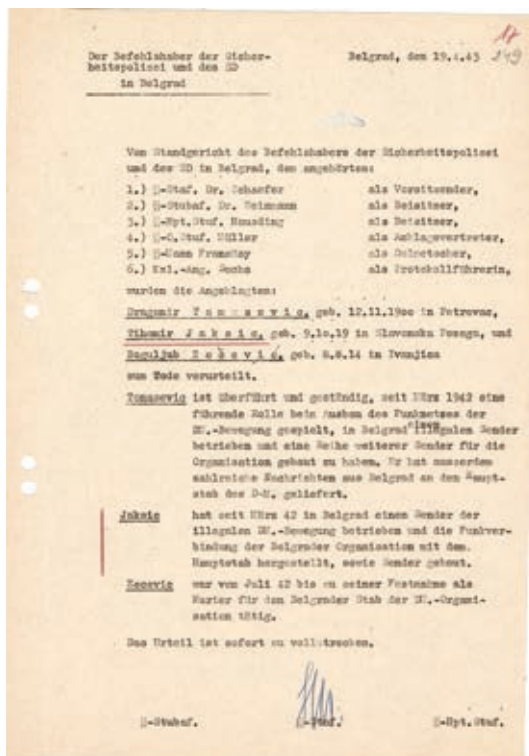 17
249
Der Befehlshaber der Sicher-
heitspolizei und des SD
in Belgrad
Belgrad, den 19.4.43
Vom Standgericht des Befehlshabers der Sicherheitspolizei
und des SD in Belgrad, dem angehörten:
1.) SS-Staf. Dr. Schaefer als Vorsitzender,
2.) SS-Stubaf. Dr. als Beisitzer,
3.) SS-Hpt.Stuf. als Beisitzer,
4.) SS-O.Stuf. Müller als Anklagevertreter,
5.) SS-Mann als Dolmetscher,
6.) Kzl.-Ang. als Protokollführerin,
wurden die Angeklagten:
Dragomir Tomasevic, geb. 12.11.1900 in Petrovac,
Tihomir Jaksic, geb. 9.10.19 in Slavonska Pozega, und
geb. 8.8.14 in Ivanjica
zum Tode verurteilt.
ist überführt und geständig, seit März 1942 eine
führende Rolle beim Ausbau des Funknetzes der
DM.-Bewegung gespielt, in Belgrad einen illegalen Sender
betrieben und eine Reihe weiterer Sender für die
Organisation gebaut zu haben. Er hat ausserdem
zahlreiche Nachrichten aus Belgrad an den Haupt-
stab des D-M. geliefert.
Jaksic hat seit März 42 in Belgrad einen Sender der
illegalen DM.-Bewegung betrieben und die Funkver-
bindung der Belgrader Organisation mit dem
Hauptstab hergestellt, sowie Sender gebaut.
Zecevic war von Juli 42 bis zu seiner Festnahme als
Kurier für den Belgrader Stab der DM.-Organi-
sation tätig.
Das Urteil ist sofort zu vollstrecken.
SS-Stubaf. SS-Staf. SS-Hpt.Stuf.